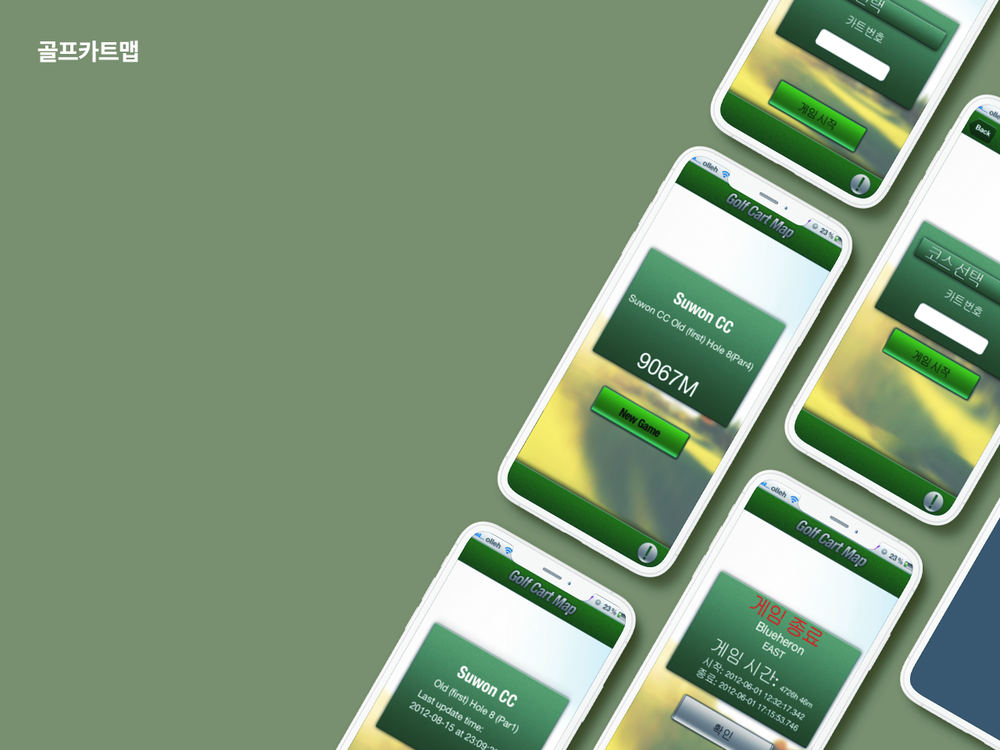 골프카트맵
선택
카트번호
게임 시작
olleh
23%
Golf Cart Map
Suwon CC
Suwon CC Old (first) Hole 8(Par4)
9067M
New Game
olleh
Back
코스 선택
카트번호
게임 시작
olleh
23%
Golf Cart Map
Suwon CC
Old (first) Hole 8 (Par1)
Last update time:
2012-08-15 at 23:09
olleh
23%
Golf Cart Map
게임 종료
Blueheron
EAST
게임 시간: 4726h 46m
시작: 2012-06-01 12:32:17.342
종료: 2012-06-01 17:15:53.746
확인